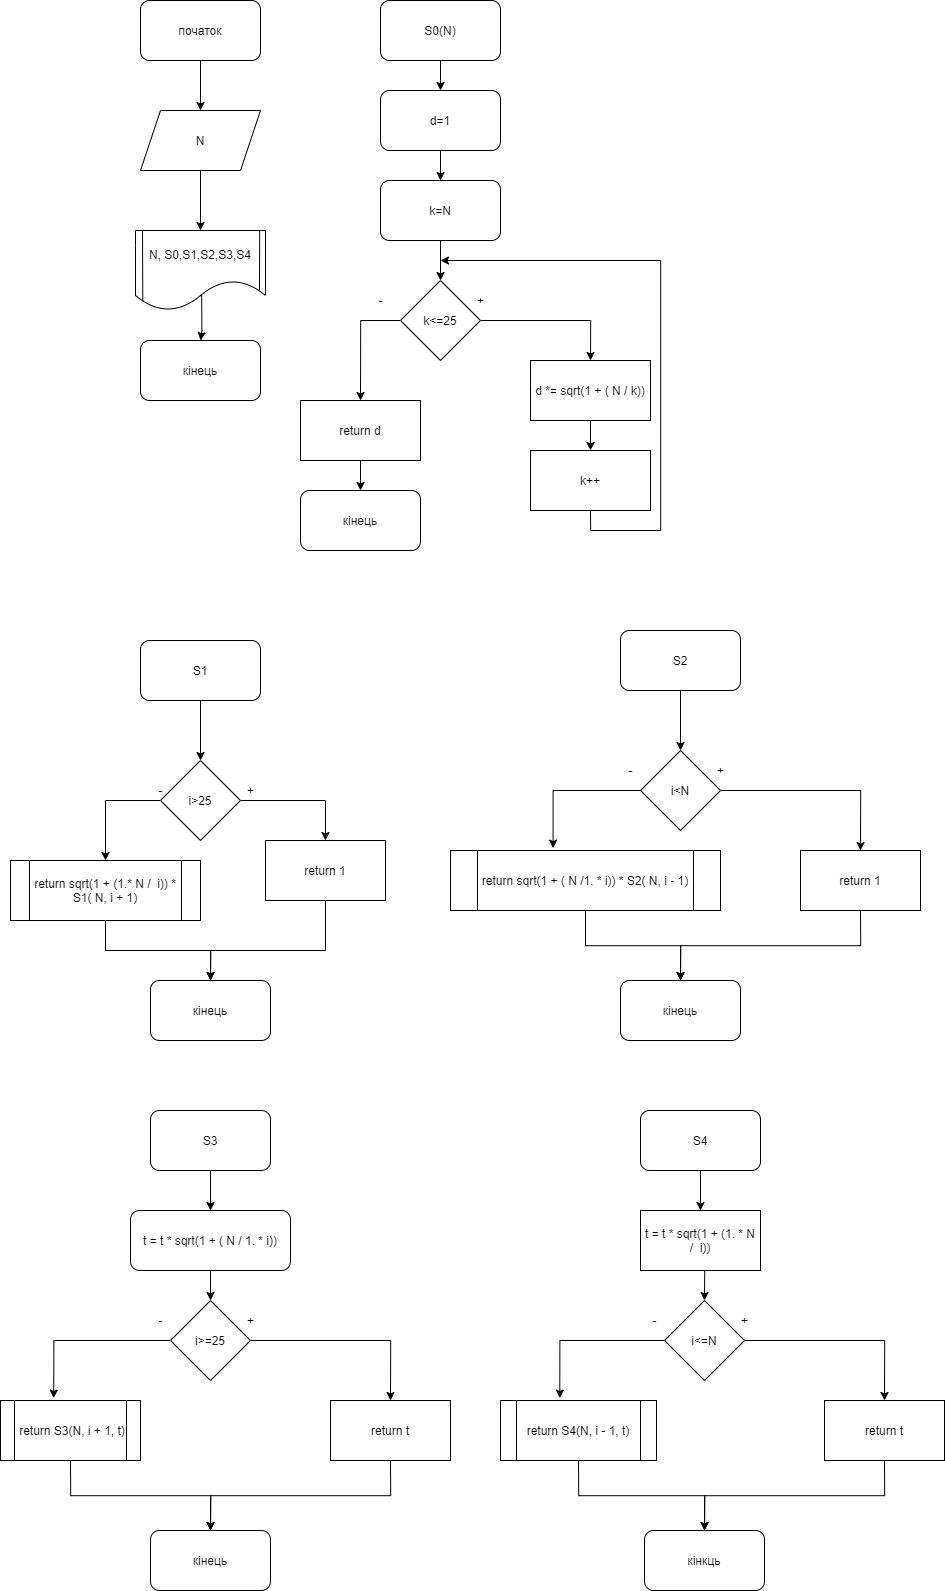 початок
N
N, S0,S1,S2,S3,S4
кінець
S0(N)
d=1
k=N
-
+
k<=25
d *= sqrt(1 + ( N / k))
return d
k++
кінець
S1
-
+
i>25
return sqrt(1 + (1.* N /  i)) *
S1( N, i + 1)
return 1
кінець
S2
-
+
i<N
return sqrt(1 + ( N /1. * i)) * S2( N, i - 1)
return 1
кінець
S3
t = t * sqrt(1 + ( N / 1. * i))
-
+
i>=25
return S3(N, i + 1, t)
return t
кінець
S4
t = t * sqrt(1 + (1. * N
/  i))
-
+
i<=N
return S4(N, i - 1, t)
return t
кінкць